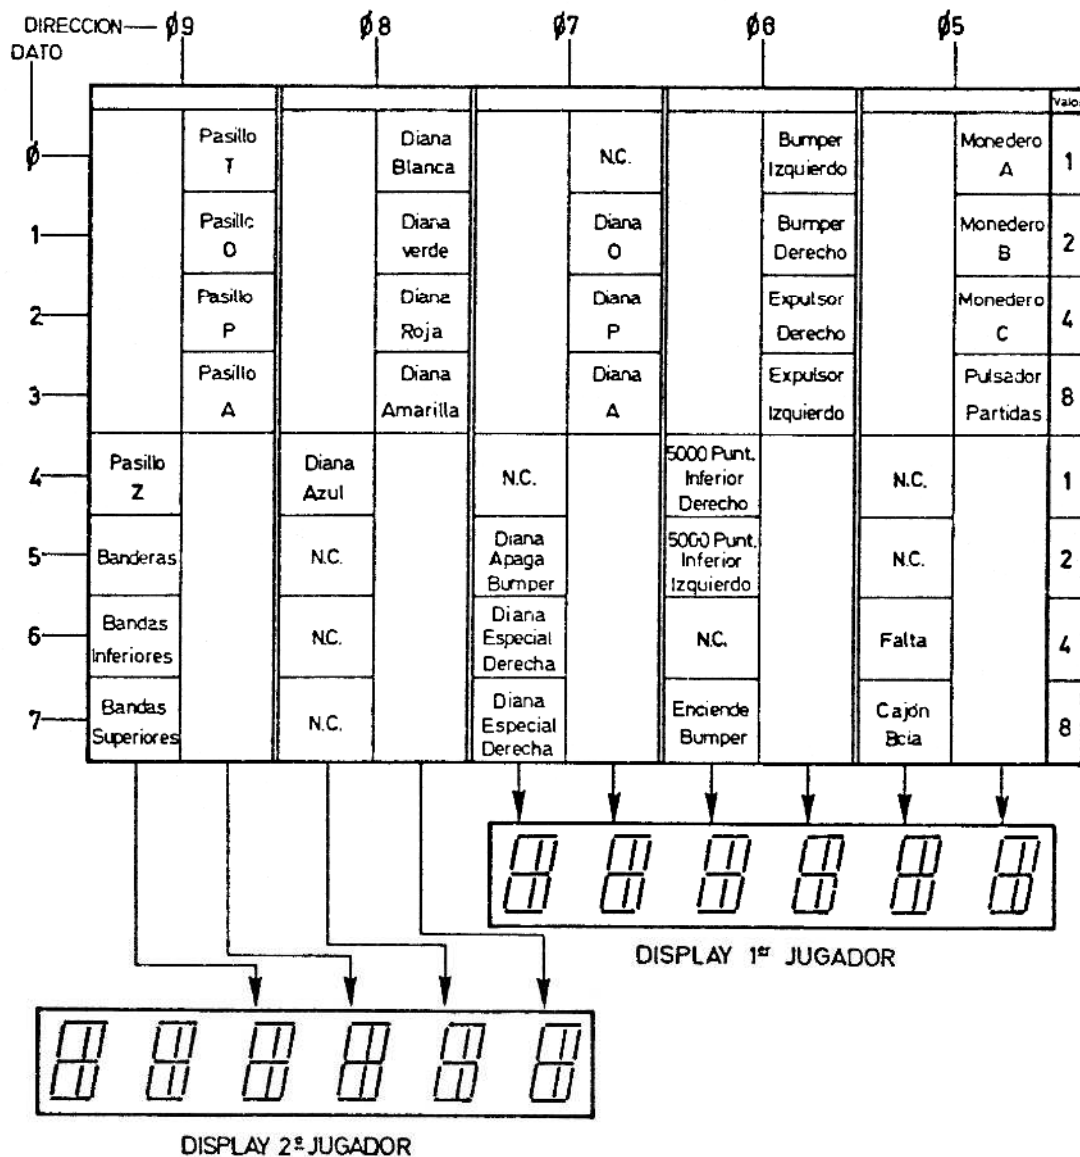 DIRECCION — Ø9 Ø8 Ø7 Ø6 Ø5
DATO
Valor
Ø Pasillo T Diana Blanca N.C. Bumper Izquierdo Monedero A 1
1 Pasillo O Diana verde Diana O Bumper Derecho Monedero B 2
2 Pasillo P Diana Roja Diana P Expulsor Derecho Monedero C 4
3 Pasillo A Diana Amarilla Diana A Expulsor Izquierdo Pulsador Partidas 8
4 Pasillo Z Diana Azul N.C. 5000 Punt. Inferior Derecho N.C. 1
5 Banderas N.C. Diana Apaga Bumper 5000 Punt. Inferior Izquierdo N.C. 2
6 Bandas Inferiores N.C. Diana Especial Derecha N.C. Falta 4
7 Bandas Superiores N.C. Diana Especial Derecha Enciende Bumper Cajón Bola 8
DISPLAY 1er JUGADOR
DISPLAY 2º JUGADOR